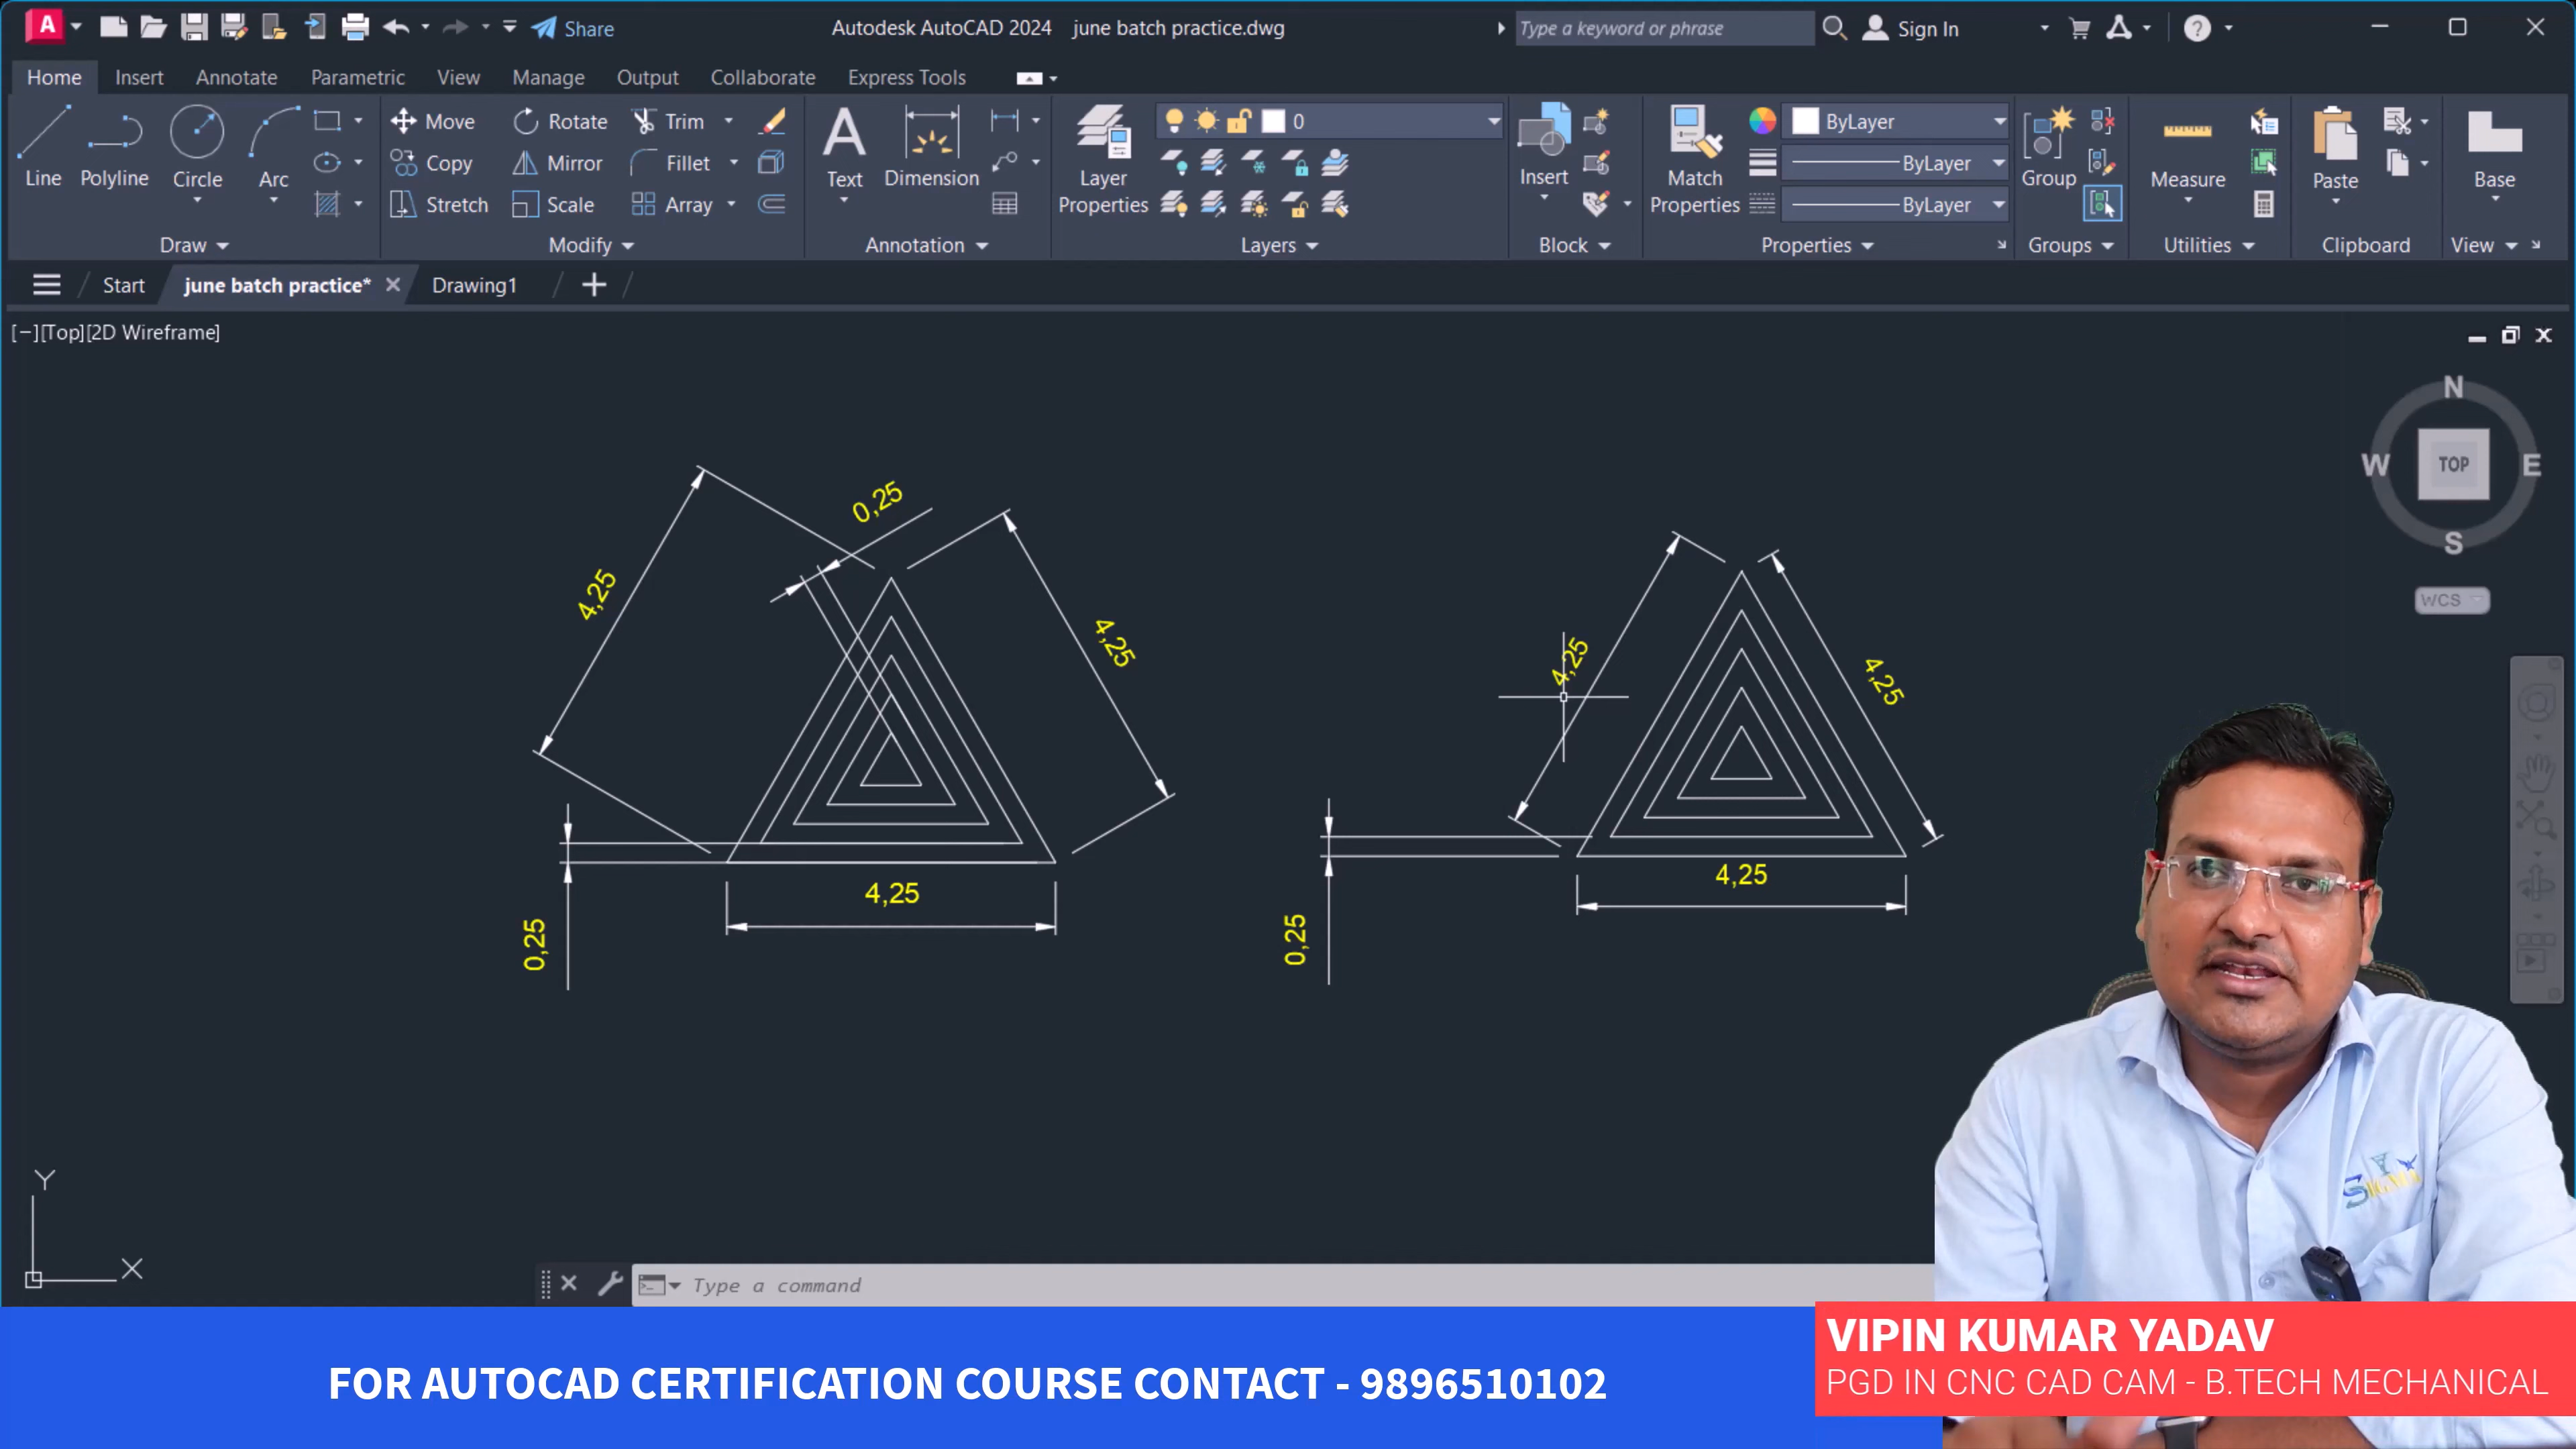 A
Share
Autodesk AutoCAD 2024 june batch practice.dwg
Type a keyword or phrase
Sign In
?
Home Insert Annotate Parametric View Manage Output Collaborate Express Tools
Line Polyline Circle Arc
Move Rotate Trim
Copy Mirror Fillet
Stretch Scale Array
A
Text Dimension
Layer
Properties
0
Insert
Match
Properties
ByLayer
ByLayer
ByLayer
Group
Measure
Paste
Base
Draw Modify Annotation Layers Block Properties Groups Utilities Clipboard View
Start june batch practice* Drawing1
[−][Top][2D Wireframe]
N
W TOP E
S
WCS
4,25
0,25
4,25
0,25
4,25
4,25
4,25
0,25
4,25
Y
X
Type a command
VIPIN KUMAR YADAV
PGD IN CNC CAD CAM - B.TECH MECHANICAL
FOR AUTOCAD CERTIFICATION COURSE CONTACT - 9896510102